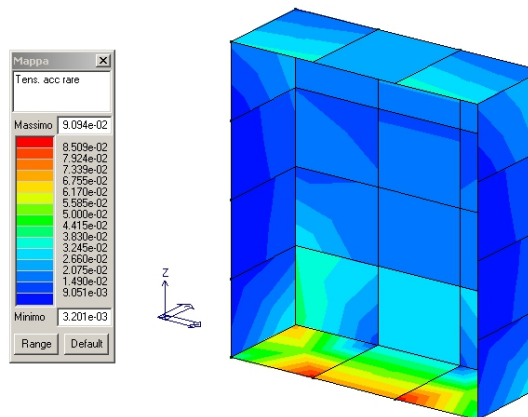 Mappa
Tens. acc rare
Massimo 9.094e-02
8.509e-02
7.924e-02
7.339e-02
6.755e-02
6.170e-02
5.585e-02
5.000e-02
4.415e-02
3.830e-02
3.245e-02
2.660e-02
2.075e-02
1.490e-02
9.051e-03
Minimo 3.201e-03
Range Default
Z